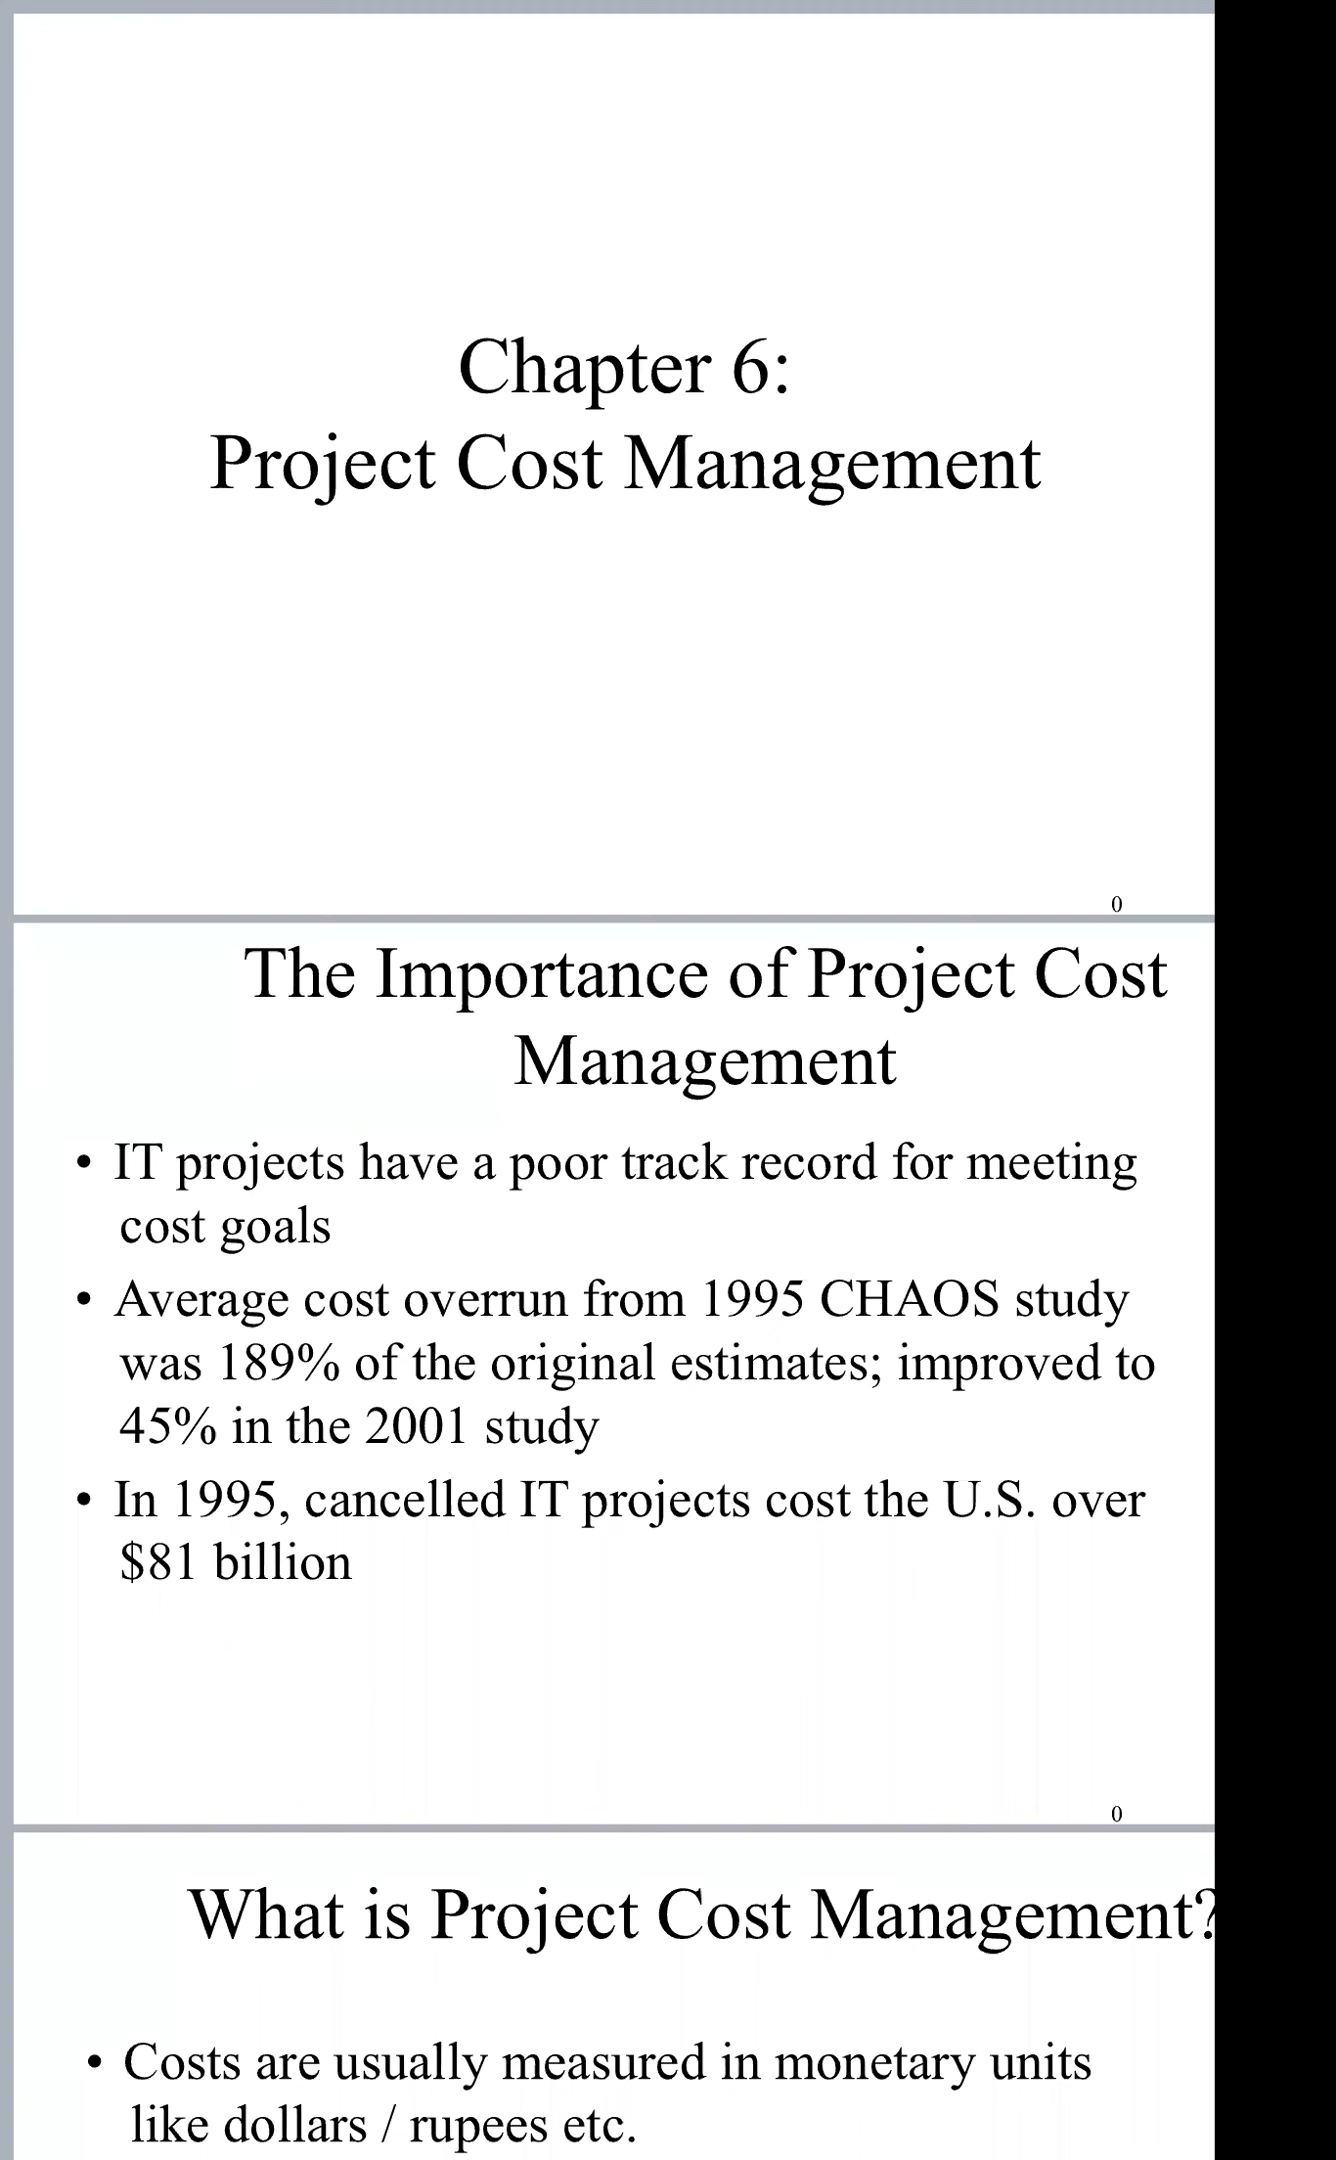 Chapter 6:
Project Cost Management
0
The Importance of Project Cost
Management
• IT projects have a poor track record for meeting
cost goals
• Average cost overrun from 1995 CHAOS study
was 189% of the original estimates; improved to
45% in the 2001 study
• In 1995, cancelled IT projects cost the U.S. over
$81 billion
0
What is Project Cost Management?
• Costs are usually measured in monetary units
like dollars / rupees etc.